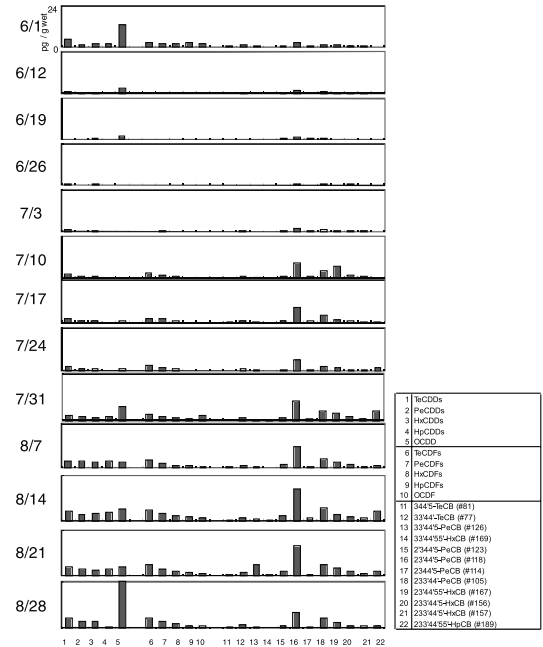 24
pg / g wet
0
6/1
6/12
6/19
6/26
7/3
7/10
7/17
7/24
7/31
8/7
8/14
8/21
8/28
1 2 3 4 5 6 7 8 9 10 11 12 13 14 15 16 17 18 19 20 21 22
1 TeCDDs
2 PeCDDs
3 HxCDDs
4 HpCDDs
5 OCDD
6 TeCDFs
7 PeCDFs
8 HxCDFs
9 HpCDFs
10 OCDF
11 344'5-TeCB (#81)
12 33'44'-TeCB (#77)
13 33'44'5-PeCB (#126)
14 33'44'55'-HxCB (#169)
15 2'344'5-PeCB (#123)
16 23'44'5-PeCB (#118)
17 2344'5-PeCB (#114)
18 233'44'-PeCB (#105)
19 23'44'55'-HxCB (#167)
20 233'44'5-HxCB (#156)
21 233'44'5'-HxCB (#157)
22 233'44'55'-HpCB (#189)